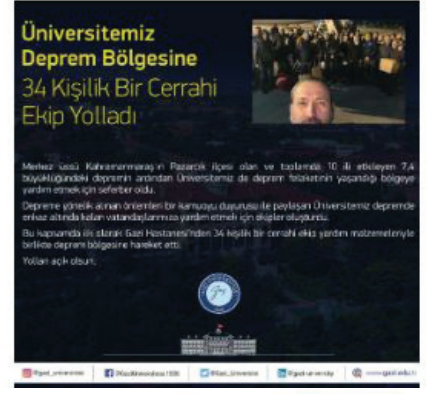 Üniversitemiz
Deprem Bölgesine
34 Kişilik Bir Cerrahi
Ekip Yolladı
Merkez üssü Kahramanmaraş'ın Pazarcık ilçesi olan ve toplamda 10 ili etkileyen 7,4
büyüklüğündeki depremin ardından Üniversitemiz de deprem felaketinin yaşandığı bölgeye
yardım etmek için seferber oldu.
Depreme yönelik alınan önlemleri bir kamuoyu duyurusu ile paylaşan Üniversitemiz depremde
enkaz altında kalan vatandaşlarımıza yardım etmek için ekipler oluşturdu.
Bu kapsamda ilk olarak Gazi Hastanesi'nden 34 kişilik bir cerrahi ekip yardım malzemeleriyle
birlikte deprem bölgesine hareket etti.
Yolları açık olsun.